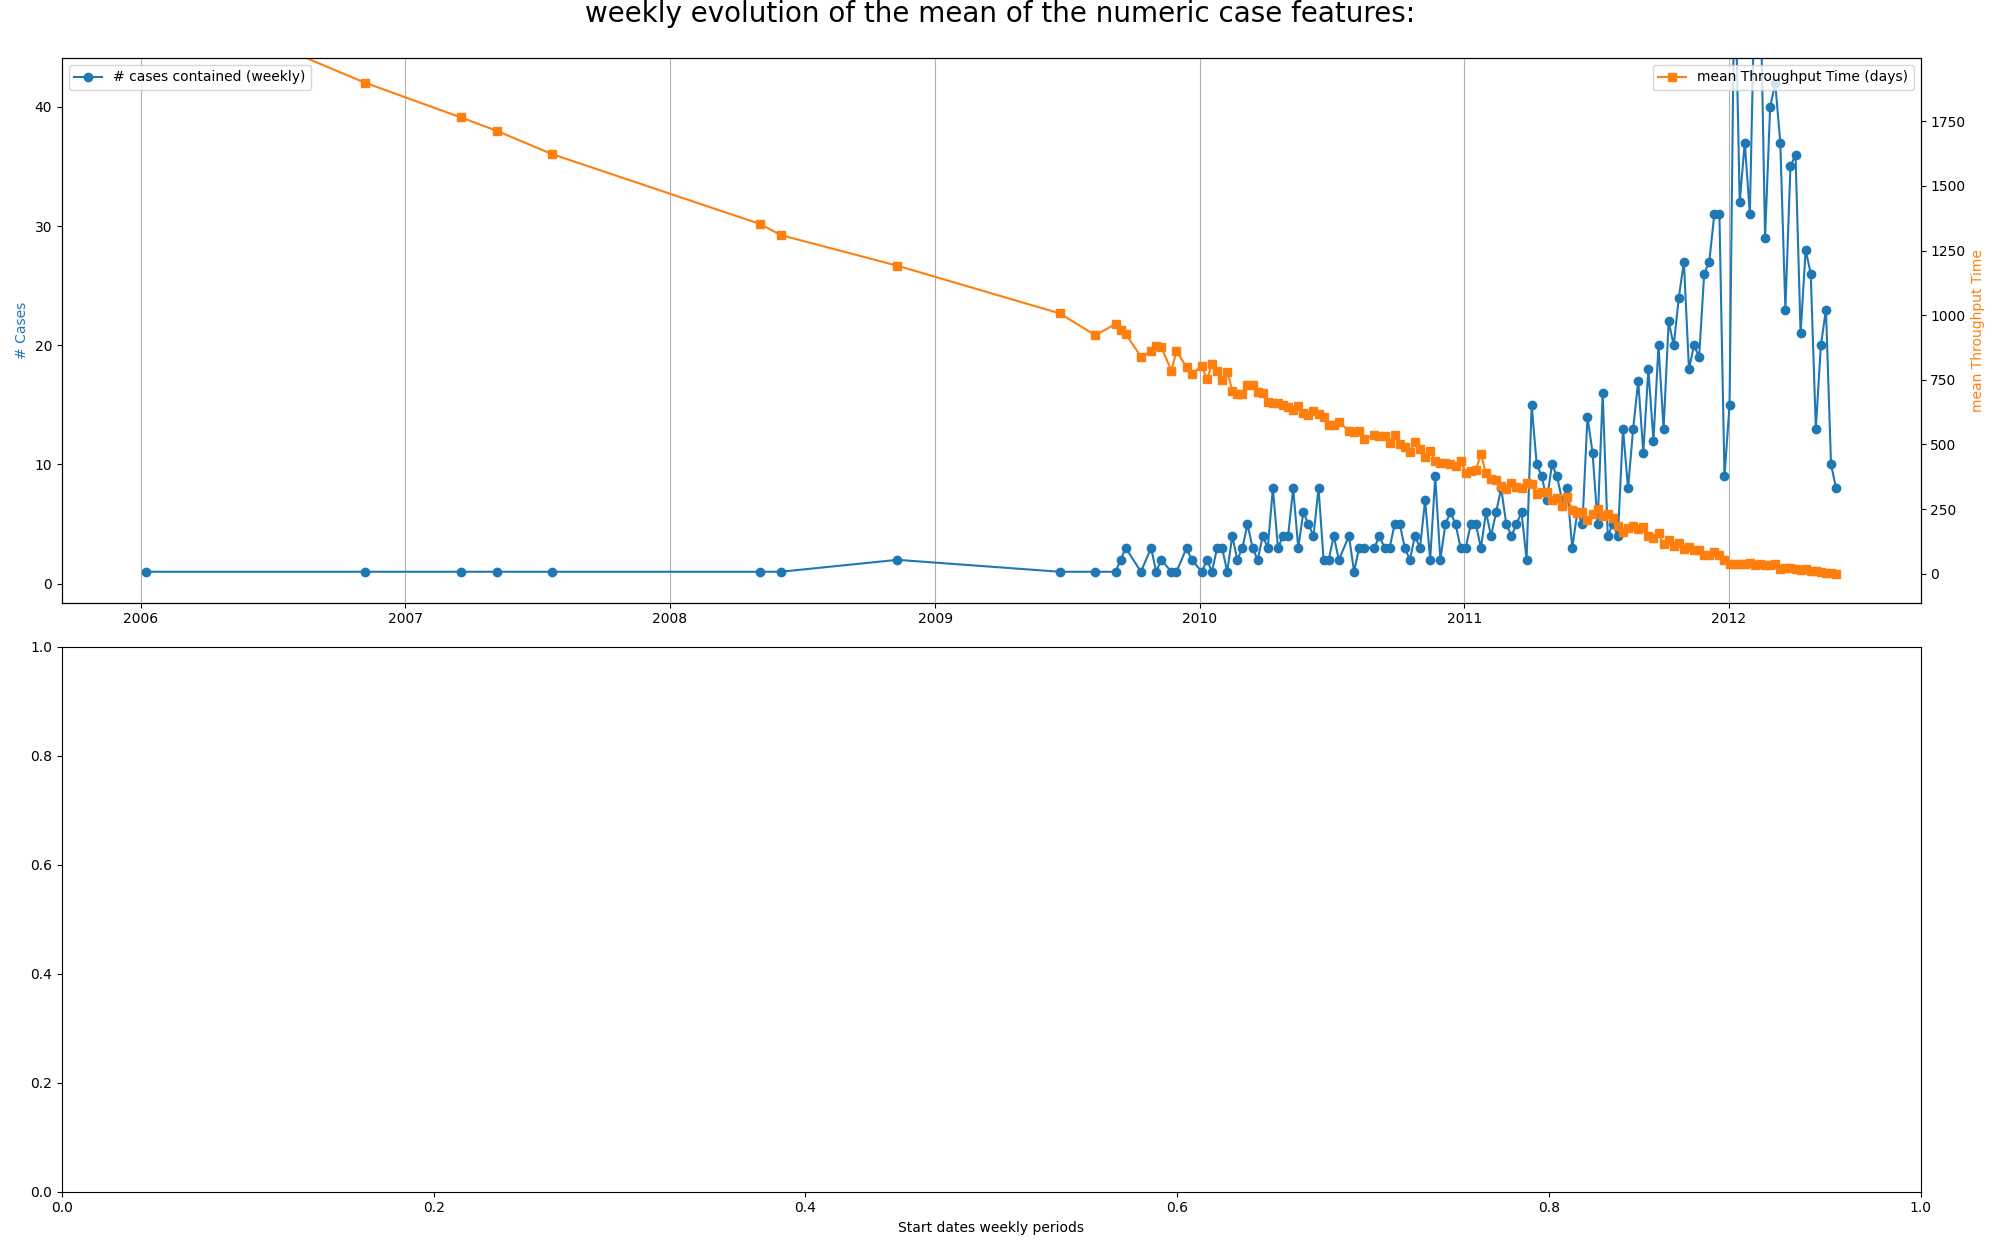 weekly evolution of the mean of the numeric case features:
# cases contained (weekly)
mean Throughput Time (days)
# Cases
40
30
20
10
0
1750
1500
1250
1000
750
500
250
0
mean Throughput Time
2006 2007 2008 2009 2010 2011 2012
1.0
0.8
0.6
0.4
0.2
0.0
0.0 0.2 0.4 0.6 0.8 1.0
Start dates weekly periods